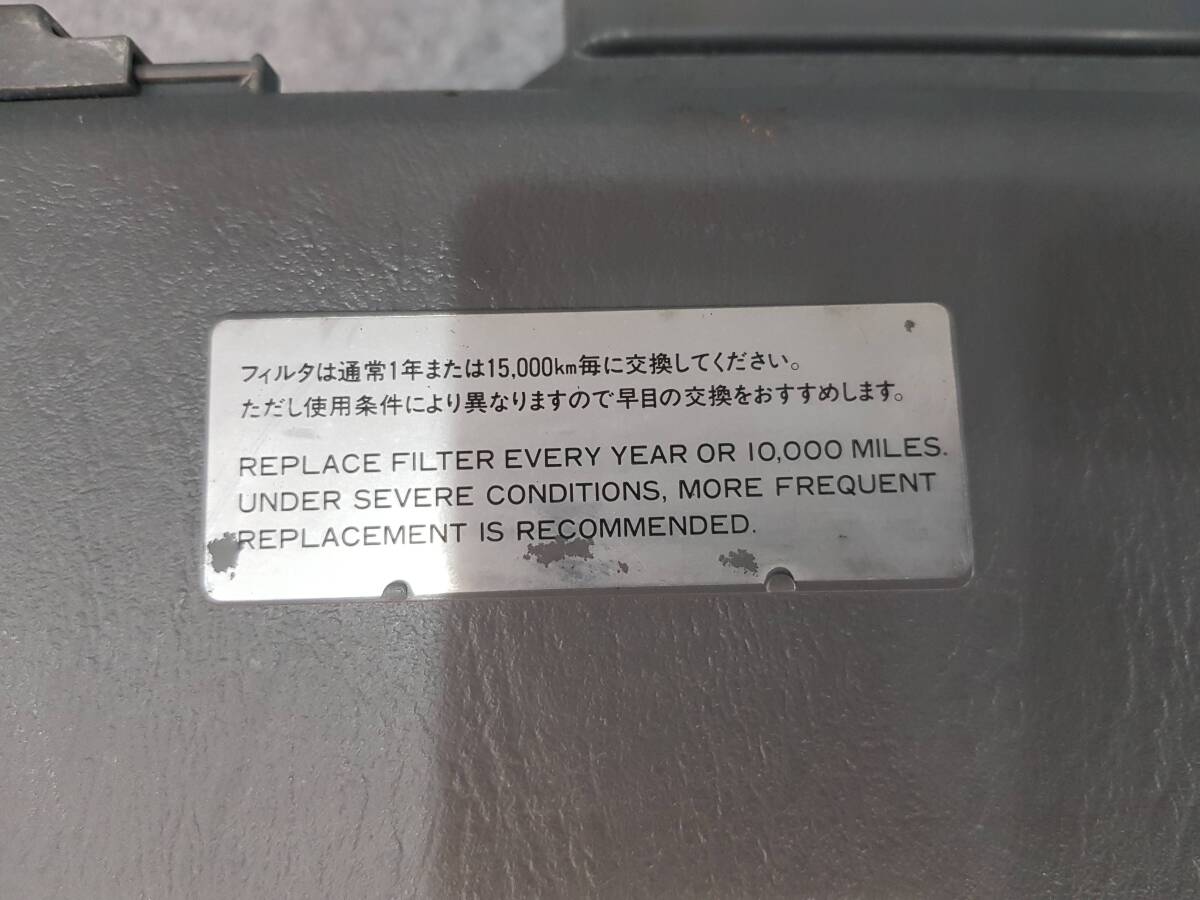 フィルタは通常1年または15,000km毎に交換してください。
ただし使用条件により異なりますので早目の交換をおすすめします。
REPLACE FILTER EVERY YEAR OR 10,000 MILES.
UNDER SEVERE CONDITIONS, MORE FREQUENT
REPLACEMENT IS RECOMMENDED.